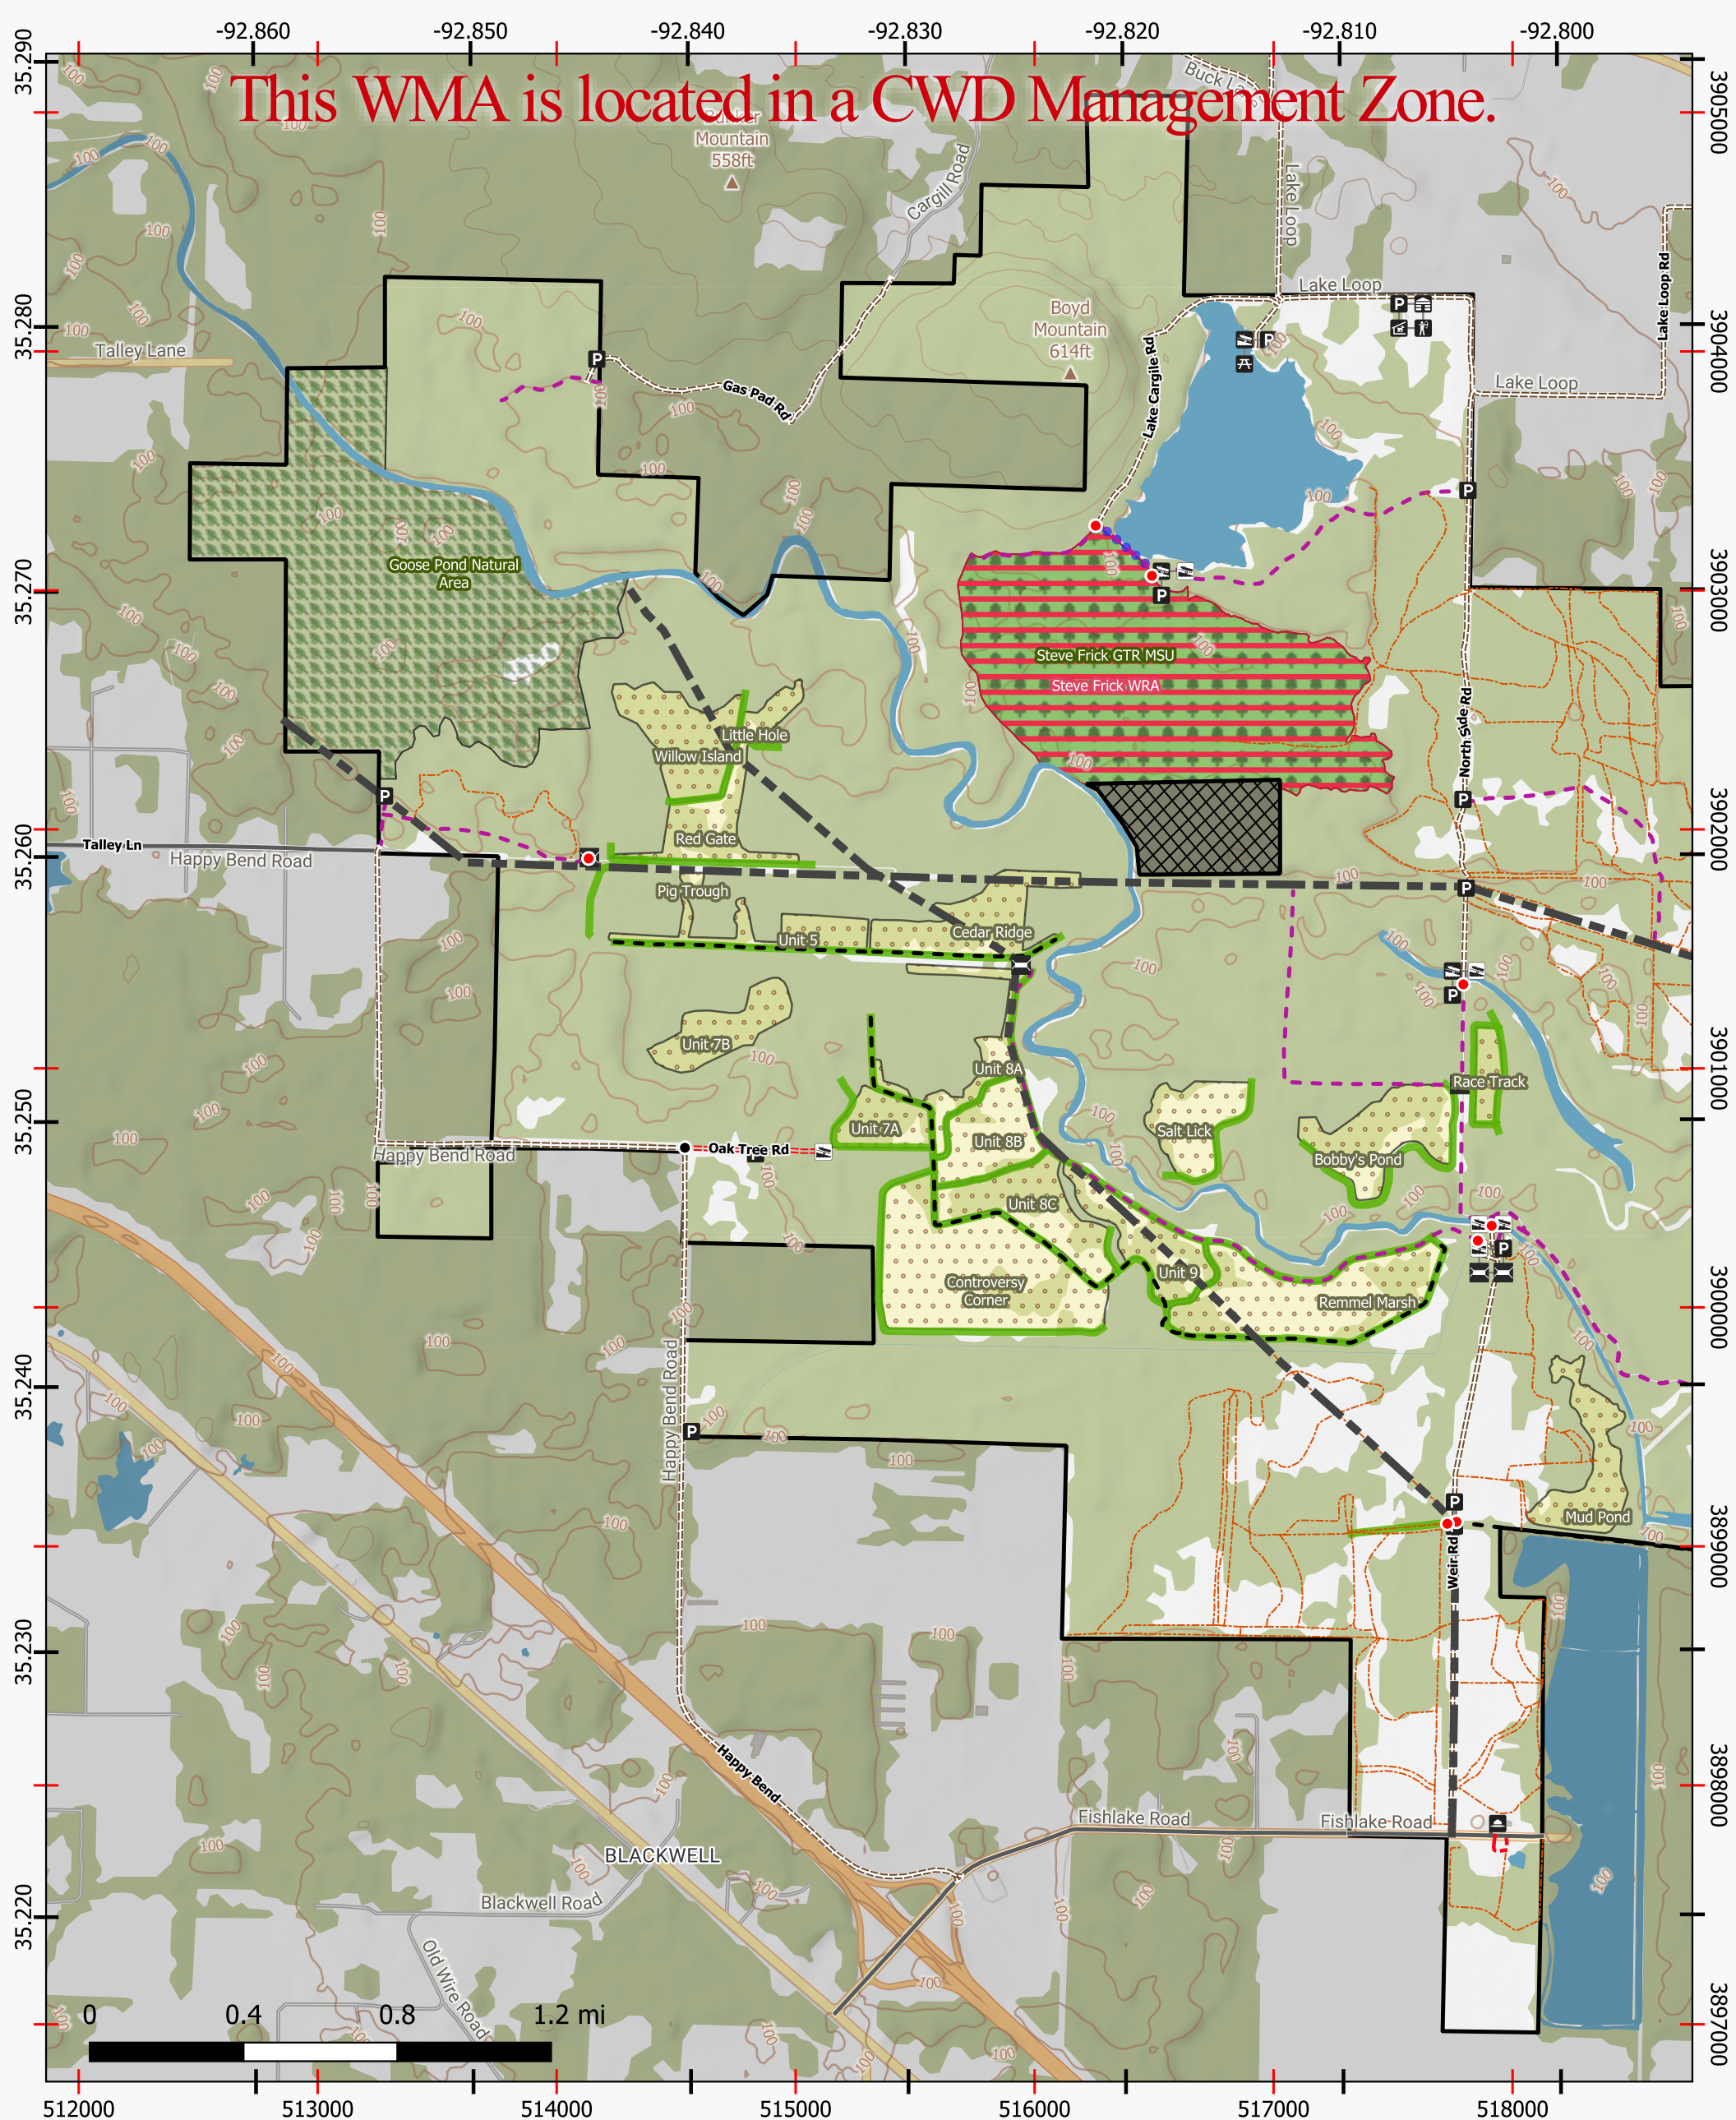 -92.860 -92.850 -92.840 -92.830 -92.820 -92.810 -92.800
35.290
35.280
35.270
35.260
35.250
35.240
35.230
35.220
3905000
3904000
3903000
3902000
3901000
3900000
3899000
3898000
3897000
This WMA is located in a CWD Management Zone.
Bunker
Mountain
558ft
Cargill Road
Buck La
Lake Loop
Lake Loop
Lake Loop
Lake Loop Rd
Boyd
Mountain
614ft
Lake Cargile Rd
Talley Lane
Gas Pad Rd
Goose Pond Natural
Area
Steve Frick GTR MSU
Steve Frick WRA
North Side Rd
Little Hole
Willow Island
Red Gate
Talley Ln
Happy Bend Road
Pig Trough
Unit 5
Cedar Ridge
Unit 7B
Unit 8A
Race Track
Unit 7A
Unit 8B
Salt Lick
Bobby's Pond
Happy Bend Road
Oak Tree Rd
Unit 8C
Controversy
Corner
Unit 9
Remmel Marsh
Happy Bend Road
Mud Pond
Weir Rd
Happy Bend
Fishlake Road
Fishlake Road
BLACKWELL
Blackwell Road
Old Wire Road
100
0 0.4 0.8 1.2 mi
512000 513000 514000 515000 516000 517000 518000